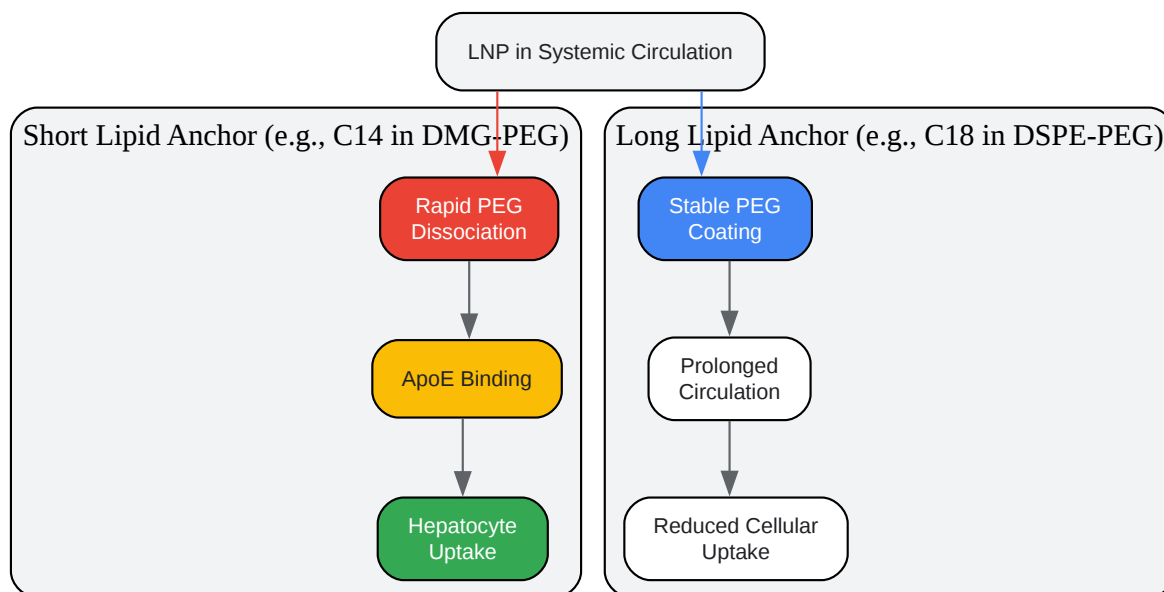 LNP in Systemic Circulation
Short Lipid Anchor (e.g., C14 in DMG-PEG)
Rapid PEG
Dissociation
ApoE Binding
Hepatocyte
Uptake
Long Lipid Anchor (e.g., C18 in DSPE-PEG)
Stable PEG
Coating
Prolonged
Circulation
Reduced Cellular
Uptake